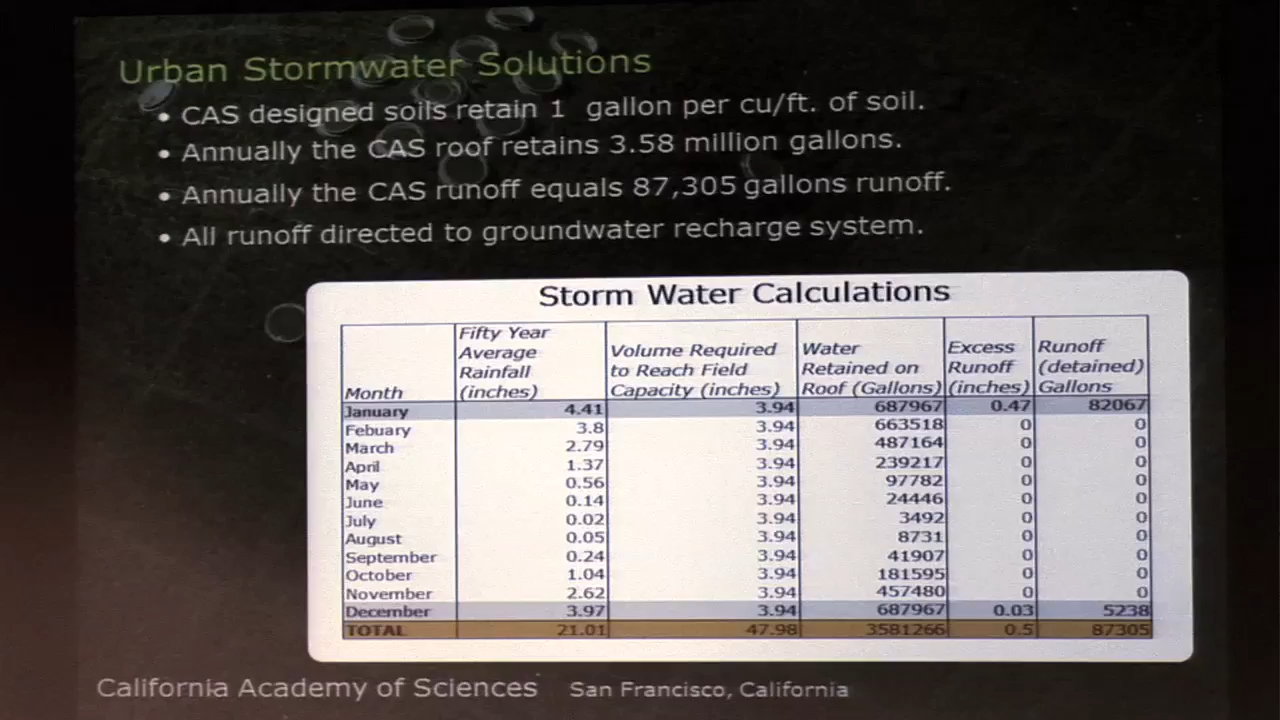 Urban Stormwater Solutions
• CAS designed soils retain 1 gallon per cu/ft. of soil.
• Annually the CAS roof retains 3.58 million gallons.
• Annually the CAS runoff equals 87,305 gallons runoff.
• All runoff directed to groundwater recharge system.
Storm Water Calculations
Month Fifty Year Average Rainfall (inches) Volume Required to Reach Field Capacity (inches) Water Retained on Roof (Gallons) Excess Runoff (inches) Runoff (detained) Gallons
January 4.41 3.94 687967 0.47 82067
Febuary 3.8 3.94 663518 0 0
March 2.79 3.94 487164 0 0
April 1.37 3.94 239217 0 0
May 0.56 3.94 97782 0 0
June 0.14 3.94 24446 0 0
July 0.02 3.94 3492 0 0
August 0.05 3.94 8731 0 0
September 0.24 3.94 41907 0 0
October 1.04 3.94 181595 0 0
November 2.62 3.94 457480 0 0
December 3.97 3.94 687967 0.03 5238
TOTAL 21.01 47.98 3581266 0.5 87305
California Academy of Sciences San Francisco, California